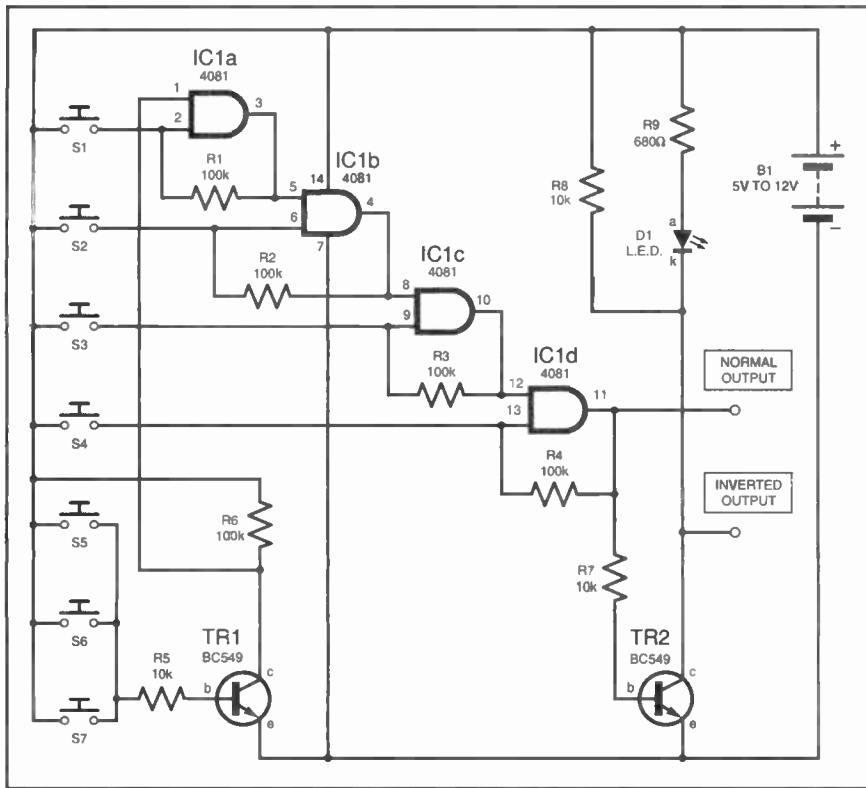 IC1a
4081
1
2
3
S1
R1
100k
IC1b
4081
14
5
6
4
7
S2
R2
100k
IC1c
4081
8
9
10
S3
R3
100k
IC1d
4081
12
13
11
S4
R4
100k
R8
10k
R9
680Ω
a
D1
L.E.D.
k
B1
5V TO 12V
+
−
NORMAL
OUTPUT
INVERTED
OUTPUT
S5
R6
100k
S6
R7
10k
TR1
BC549
TR2
BC549
R5
10k
b
c
e
b
c
e
S7